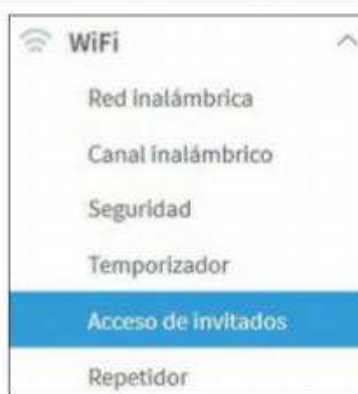 WiFi
Red inalámbrica
Canal inalámbrico
Seguridad
Temporizador
Acceso de invitados
Repetidor